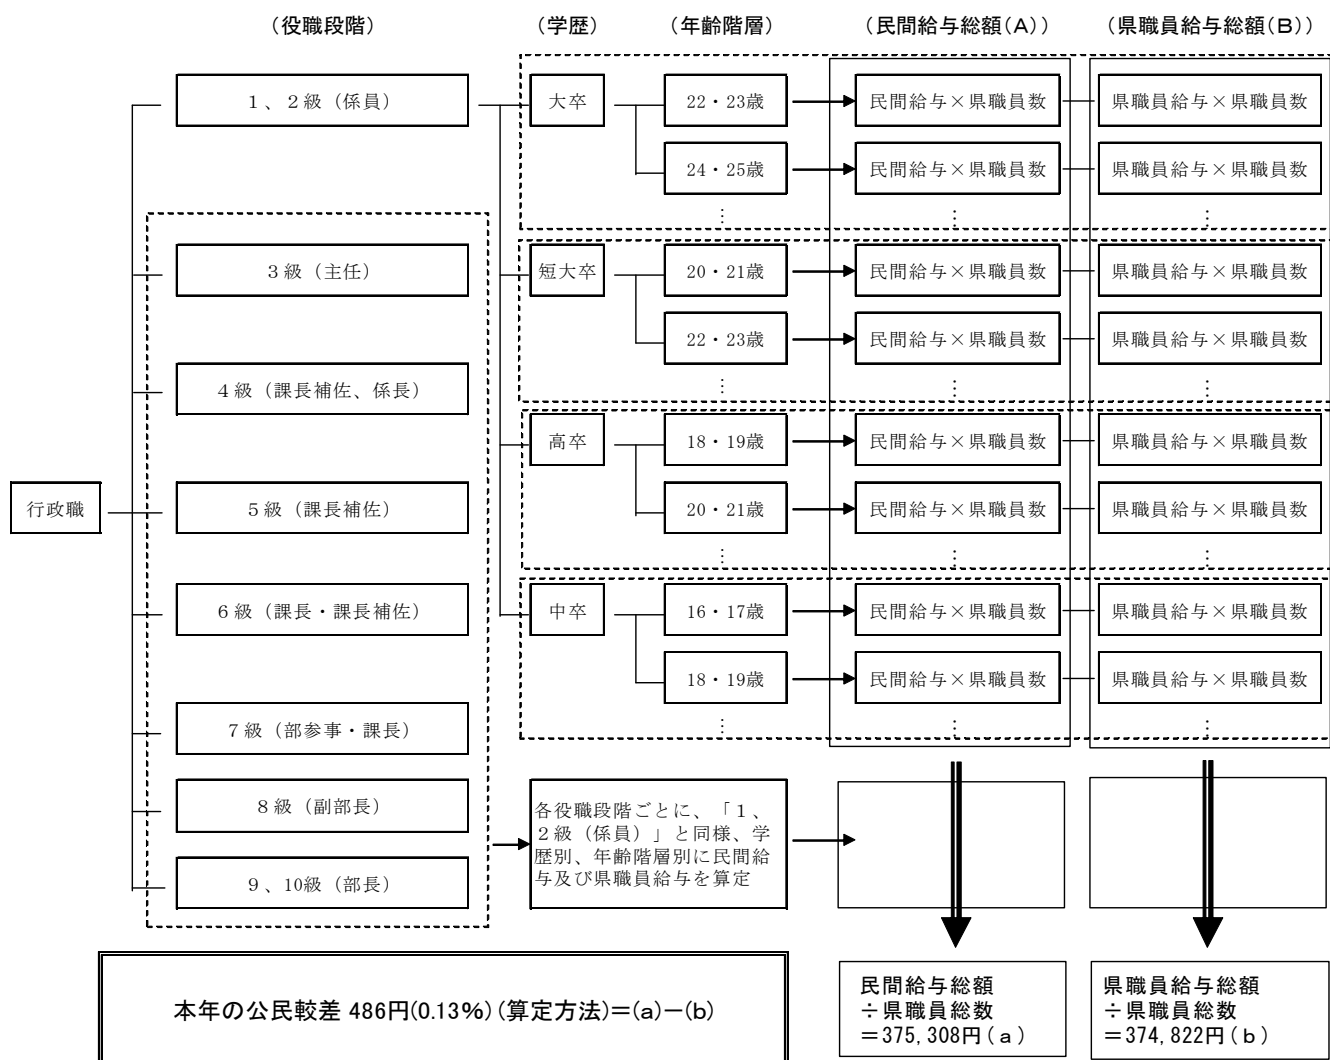 （役職段階）
（学歴）
（年齢階層）
（民間給与総額(A)）
（県職員給与総額(B)）
１、２級（係員）
大卒
22・23歳
民間給与×県職員数
県職員給与×県職員数
24・25歳
民間給与×県職員数
県職員給与×県職員数
⋮
⋮
⋮
３級（主任）
短大卒
20・21歳
民間給与×県職員数
県職員給与×県職員数
22・23歳
民間給与×県職員数
県職員給与×県職員数
⋮
⋮
⋮
４級（課長補佐、係長）
高卒
18・19歳
民間給与×県職員数
県職員給与×県職員数
行政職
５級（課長補佐）
20・21歳
民間給与×県職員数
県職員給与×県職員数
⋮
⋮
⋮
６級（課長・課長補佐）
中卒
16・17歳
民間給与×県職員数
県職員給与×県職員数
18・19歳
民間給与×県職員数
県職員給与×県職員数
⋮
⋮
⋮
７級（部参事・課長）
８級（副部長）
９、10級（部長）
各役職段階ごとに、「１、
２級（係員）」と同様、学
歴別、年齢階層別に民間給
与及び県職員給与を算定
本年の公民較差 486円(0.13%) (算定方法)＝(a)－(b)
民間給与総額
÷県職員総数
＝375,308円(ａ)
県職員給与総額
÷県職員総数
＝374,822円(ｂ)